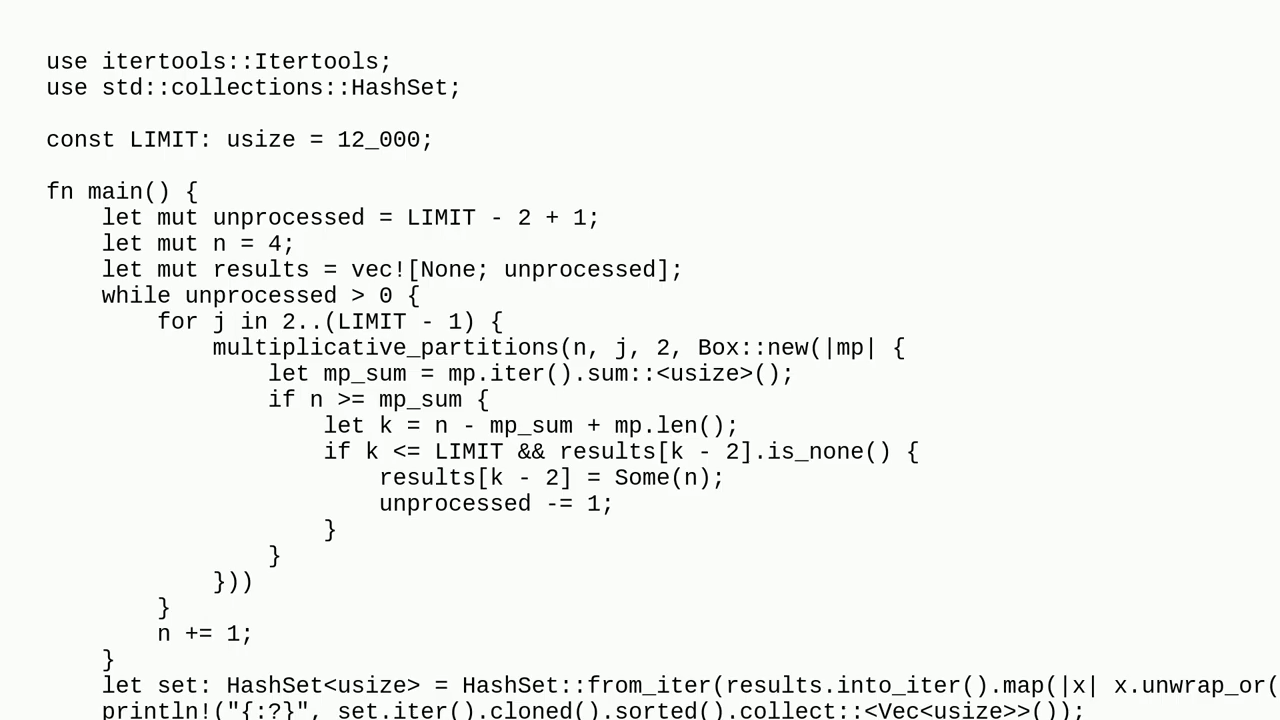 use itertools::Itertools;
use std::collections::HashSet;

const LIMIT: usize = 12_000;

fn main() {
    let mut unprocessed = LIMIT - 2 + 1;
    let mut n = 4;
    let mut results = vec![None; unprocessed];
    while unprocessed > 0 {
        for j in 2..(LIMIT - 1) {
            multiplicative_partitions(n, j, 2, Box::new(|mp| {
                let mp_sum = mp.iter().sum::<usize>();
                if n >= mp_sum {
                    let k = n - mp_sum + mp.len();
                    if k <= LIMIT && results[k - 2].is_none() {
                        results[k - 2] = Some(n);
                        unprocessed -= 1;
                    }
                }
            }))
        }
        n += 1;
    }
    let set: HashSet<usize> = HashSet::from_iter(results.into_iter().map(|x| x.unwrap_or(
    println!("{:?}", set.iter().cloned().sorted().collect::<Vec<usize>>());